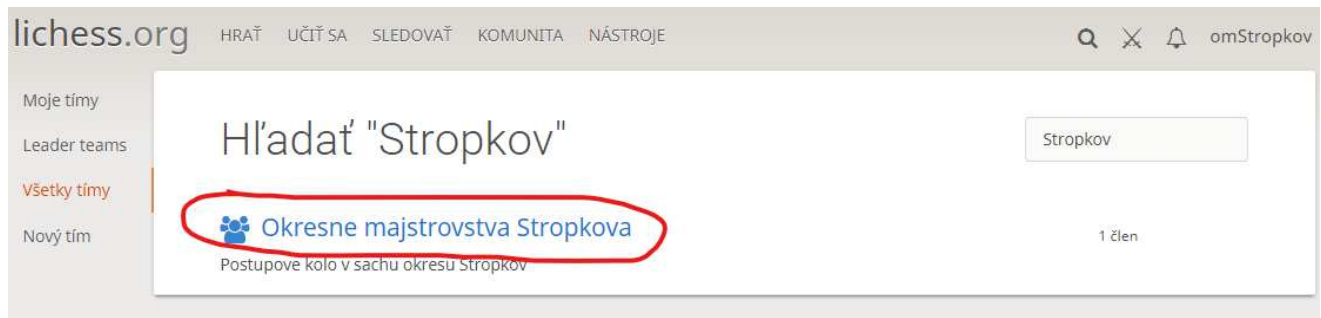 lichess.org HRAŤ UČIŤ SA SLEDOVAŤ KOMUNITA NÁSTROJE omStropkov
Moje tímy
Leader teams
Všetky tímy
Nový tím
Hľadať "Stropkov"
Stropkov
Okresne majstrovstva Stropkova
1 člen
Postupove kolo v sachu okresu Stropkov